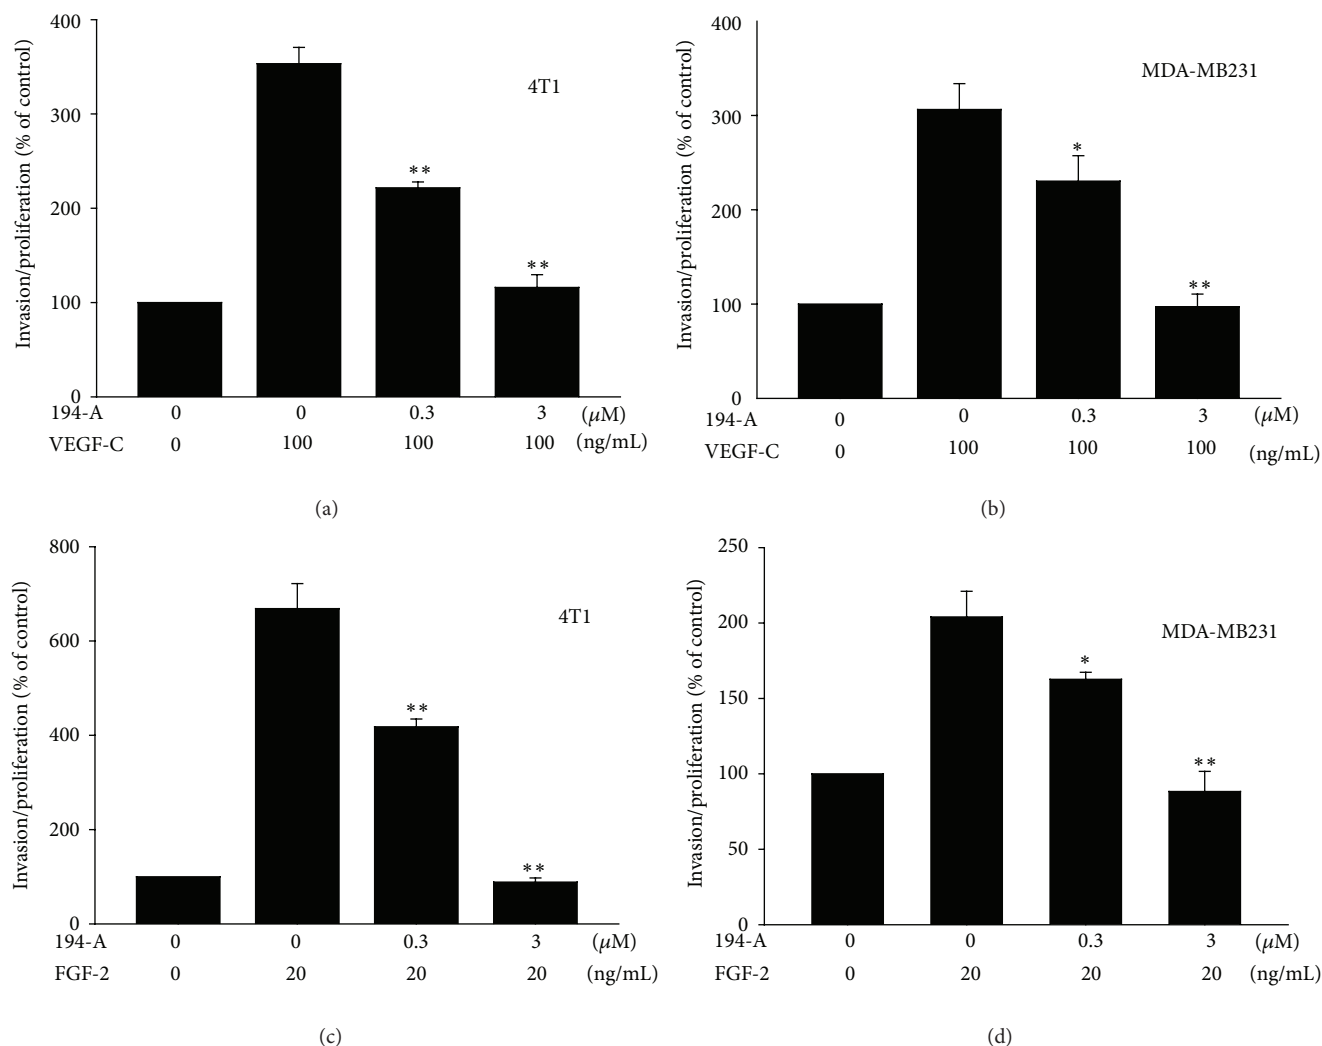 Invasion/proliferation (% of control)
400
300
200
100
0
4T1
**
**
194-A 0 0 0.3 3 (μM)
VEGF-C 0 100 100 100 (ng/mL)
(a)
Invasion/proliferation (% of control)
400
300
200
100
0
MDA-MB231
*
**
194-A 0 0 0.3 3 (μM)
VEGF-C 0 100 100 100 (ng/mL)
(b)
Invasion/proliferation (% of control)
800
600
400
200
0
4T1
**
**
194-A 0 0 0.3 3 (μM)
FGF-2 0 20 20 20 (ng/mL)
(c)
Invasion/proliferation (% of control)
250
200
150
100
50
0
MDA-MB231
*
**
194-A 0 0 0.3 3 (μM)
FGF-2 0 20 20 20 (ng/mL)
(d)